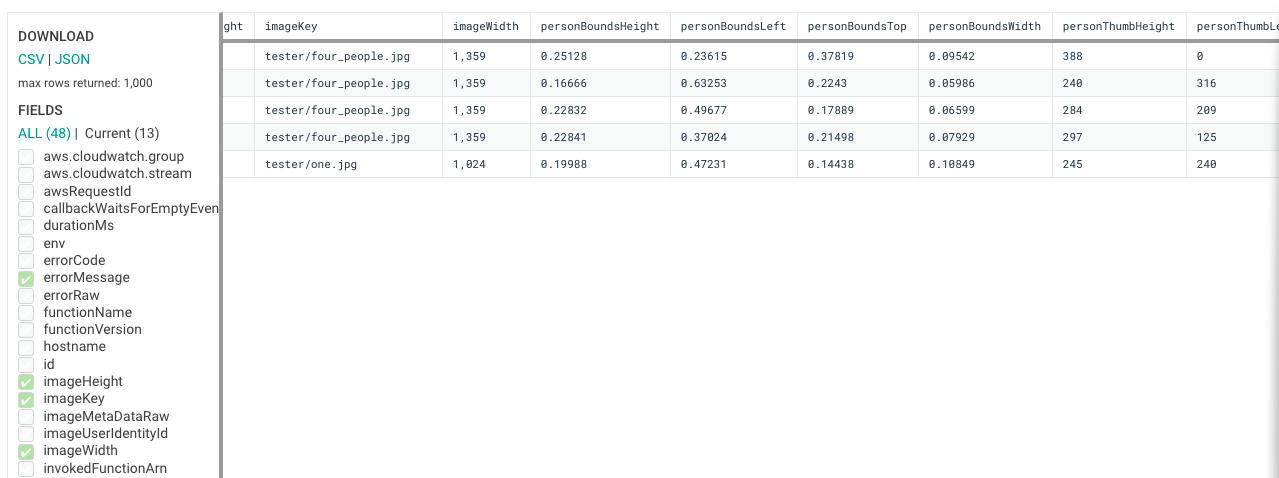 DOWNLOAD
CSV | JSON
max rows returned: 1,000
FIELDS
ALL (48) | Current (13)
aws.cloudwatch.group
aws.cloudwatch.stream
awsRequestId
callbackWaitsForEmptyEven
durationMs
env
errorCode
errorMessage
errorRaw
functionName
functionVersion
hostname
id
imageHeight
imageKey
imageMetaDataRaw
imageUserIdentityId
imageWidth
invokedFunctionArn
ght imageKey imageWidth personBoundsHeight personBoundsLeft personBoundsTop personBoundsWidth personThumbHeight personThumbLe
tester/four_people.jpg 1,359 0.25128 0.23615 0.37819 0.09542 388 0
tester/four_people.jpg 1,359 0.16666 0.63253 0.2243 0.05986 240 316
tester/four_people.jpg 1,359 0.22832 0.49677 0.17889 0.06599 284 209
tester/four_people.jpg 1,359 0.22841 0.37024 0.21498 0.07929 297 125
tester/one.jpg 1,024 0.19988 0.47231 0.14438 0.10849 245 240